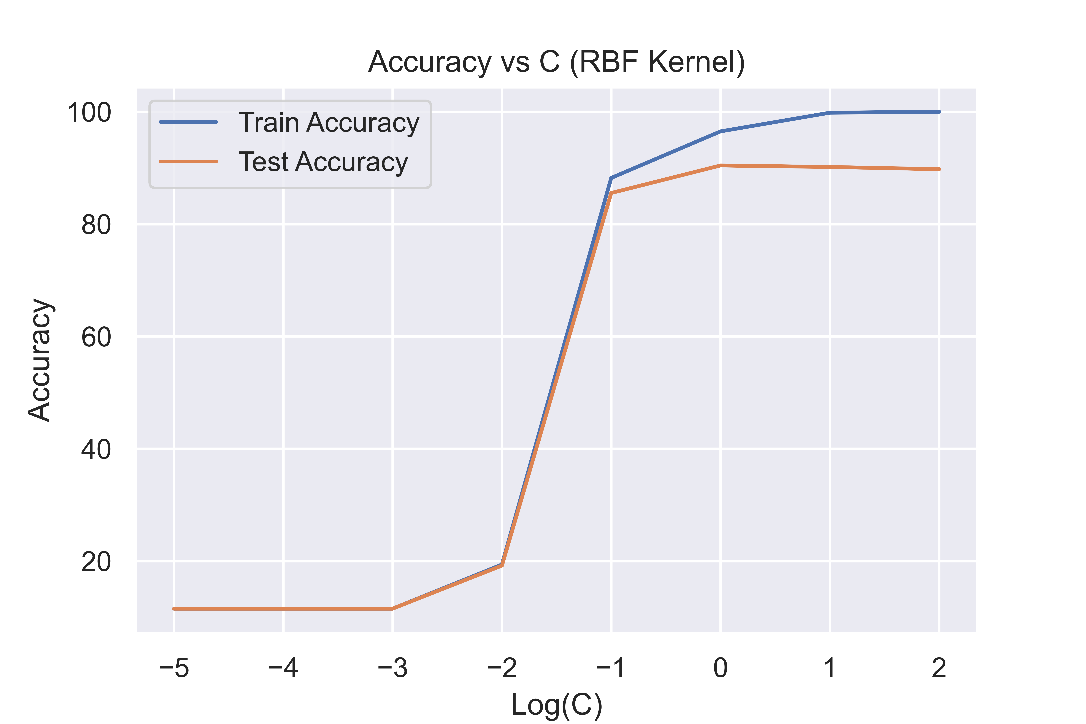 Accuracy vs C (RBF Kernel)
Train Accuracy
Test Accuracy
100
80
60
40
20
Accuracy
−5 −4 −3 −2 −1 0 1 2
Log(C)